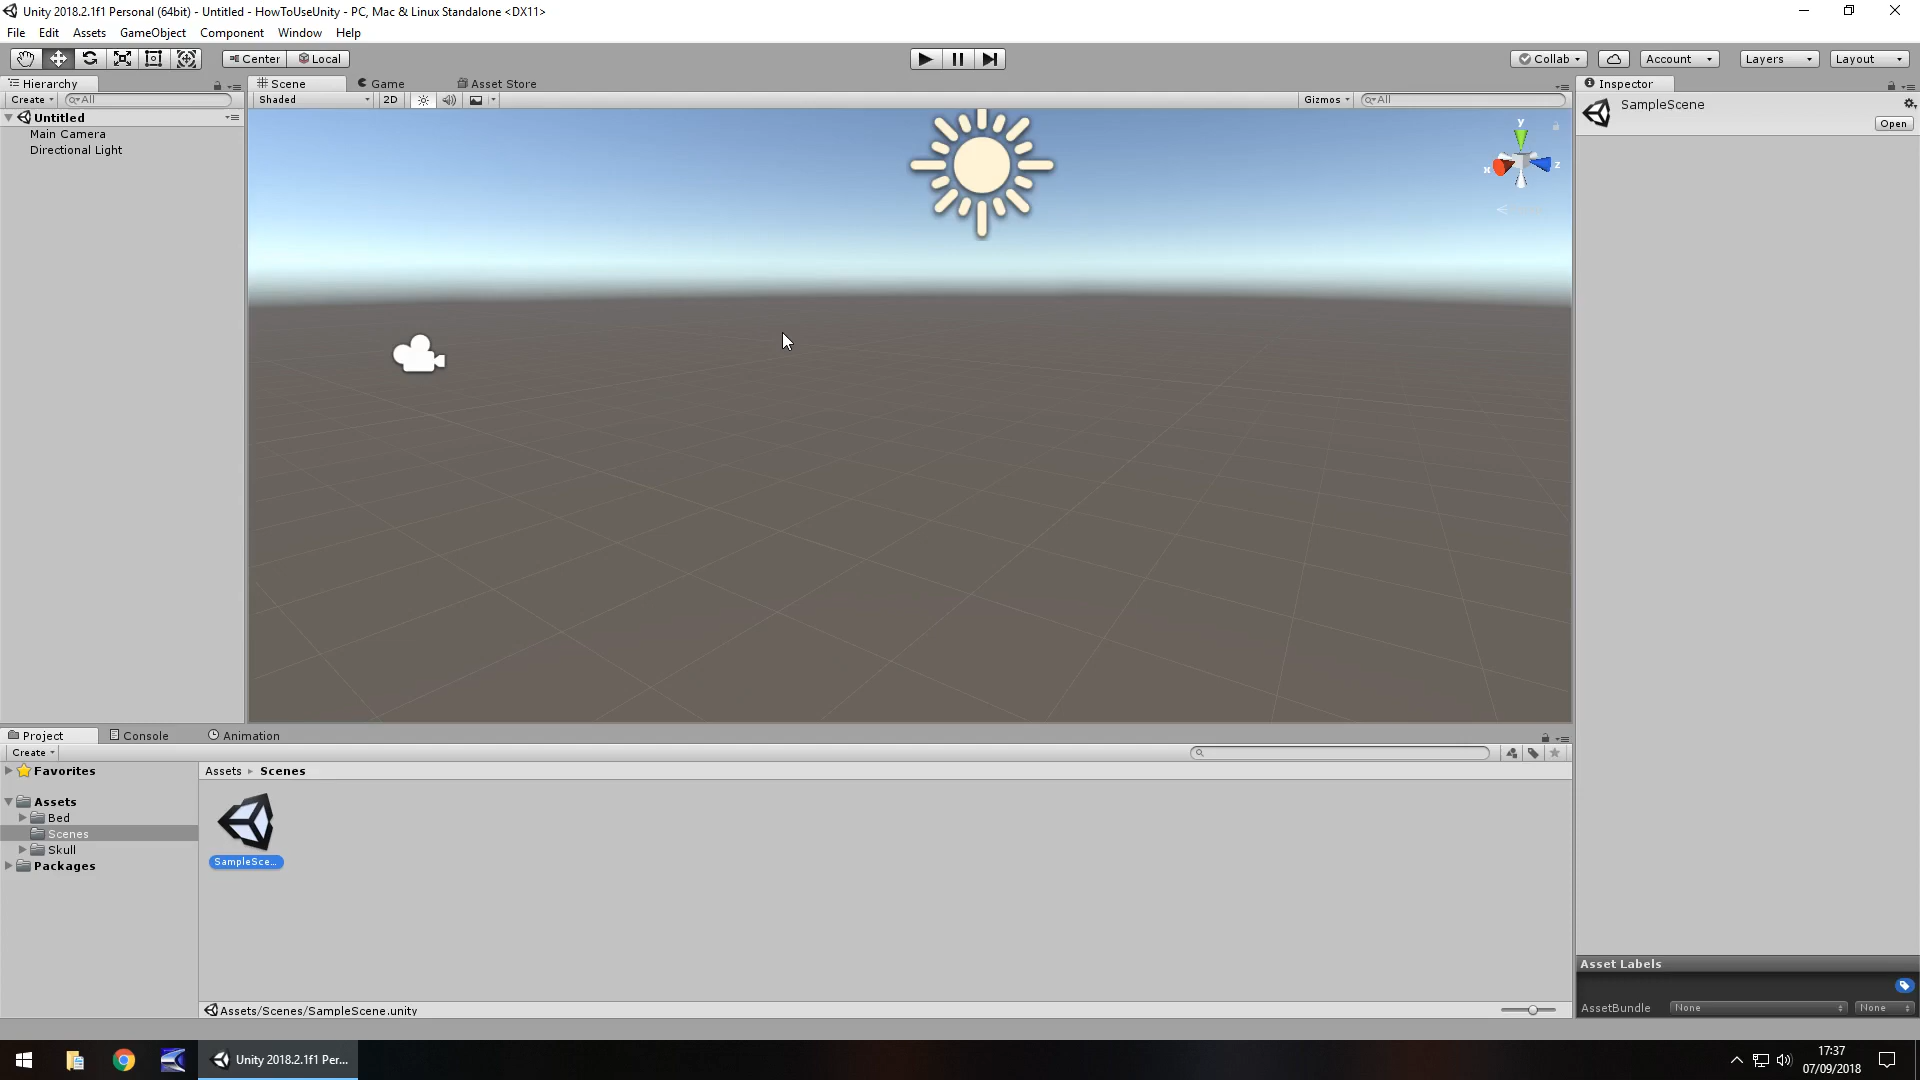 Unity 2018.2.1f1 Personal (64bit) - Untitled - HowToUseUnity - PC, Mac & Linux Standalone <DX11>
File Edit Assets GameObject Component Window Help
Center Local Collab Account Layers Layout
Hierarchy Scene Game Asset Store Inspector
Create All Shaded 2D Gizmos All SampleScene
Open
Untitled
Main Camera
Directional Light
y
x z
Project Console Animation
Create
Favorites Assets Scenes
Assets
Bed
Scenes
Skull
Packages
SampleSce...
Asset Labels
AssetBundle None None
Assets/Scenes/SampleScene.unity
Unity 2018.2.1f1 Per...
17:37
07/09/2018